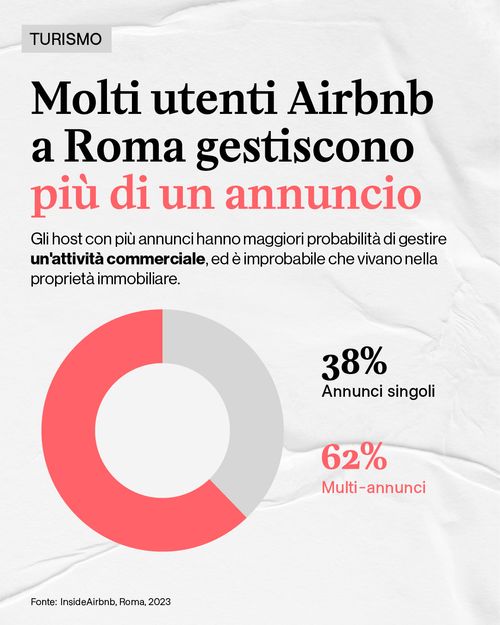 TURISMO
Molti utenti Airbnb
a Roma gestiscono
più di un annuncio
Gli host con più annunci hanno maggiori probabilità di gestire
un'attività commerciale, ed è improbabile che vivano nella
proprietà immobiliare.
38%
Annunci singoli
62%
Multi-annunci
Fonte: InsideAirbnb, Roma, 2023